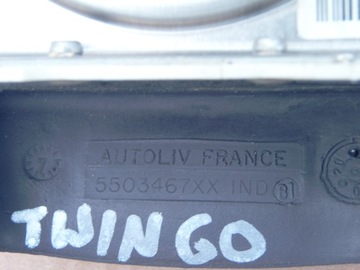 AUTOLIV FRANCE
5503467XX IND B1
TWINGO